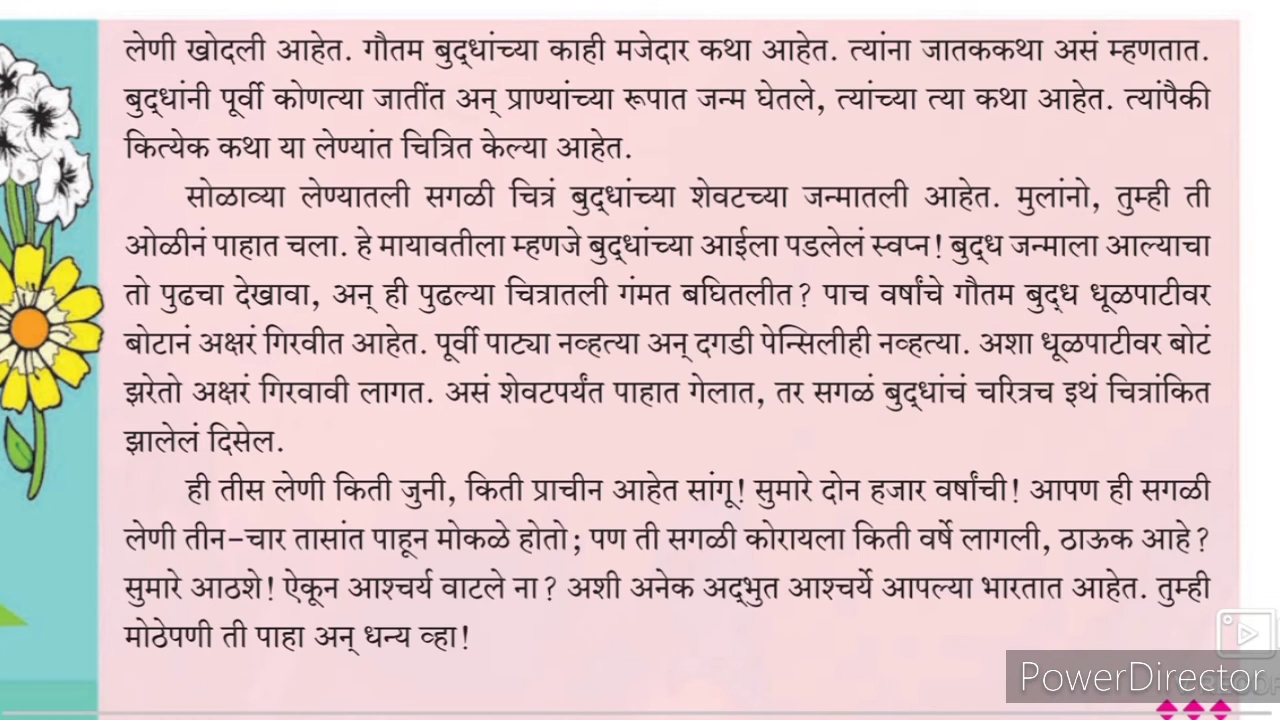 लेणी खोदली आहेत. गौतम बुद्धांच्या काही मजेदार कथा आहेत. त्यांना जातककथा असं म्हणतात.
बुद्धांनी पूर्वी कोणत्या जातींत अन् प्राण्यांच्या रूपात जन्म घेतले, त्यांच्या त्या कथा आहेत. त्यांपैकी
कित्येक कथा या लेण्यांत चित्रित केल्या आहेत.
सोळाव्या लेण्यातली सगळी चित्रं बुद्धांच्या शेवटच्या जन्मातली आहेत. मुलांनो, तुम्ही ती
ओळीनं पाहात चला. हे मायावतीला म्हणजे बुद्धांच्या आईला पडलेलं स्वप्न! बुद्ध जन्माला आल्याचा
तो पुढचा देखावा, अन् ही पुढल्या चित्रातली गंमत बघितलीत? पाच वर्षांचे गौतम बुद्ध धूळपाटीवर
बोटानं अक्षरं गिरवीत आहेत. पूर्वी पाट्या नव्हत्या अन् दगडी पेन्सिलीही नव्हत्या. अशा धूळपाटीवर बोटं
झरेतो अक्षरं गिरवावी लागत. असं शेवटपर्यंत पाहात गेलात, तर सगळं बुद्धांचं चरित्रच इथं चित्रांकित
झालेलं दिसेल.
ही तीस लेणी किती जुनी, किती प्राचीन आहेत सांगू! सुमारे दोन हजार वर्षांची! आपण ही सगळी
लेणी तीन-चार तासांत पाहून मोकळे होतो; पण ती सगळी कोरायला किती वर्षे लागली, ठाऊक आहे?
सुमारे आठशे! ऐकून आश्चर्य वाटले ना? अशी अनेक अद्भुत आश्चर्ये आपल्या भारतात आहेत. तुम्ही
मोठेपणी ती पाहा अन् धन्य व्हा!
PowerDirector